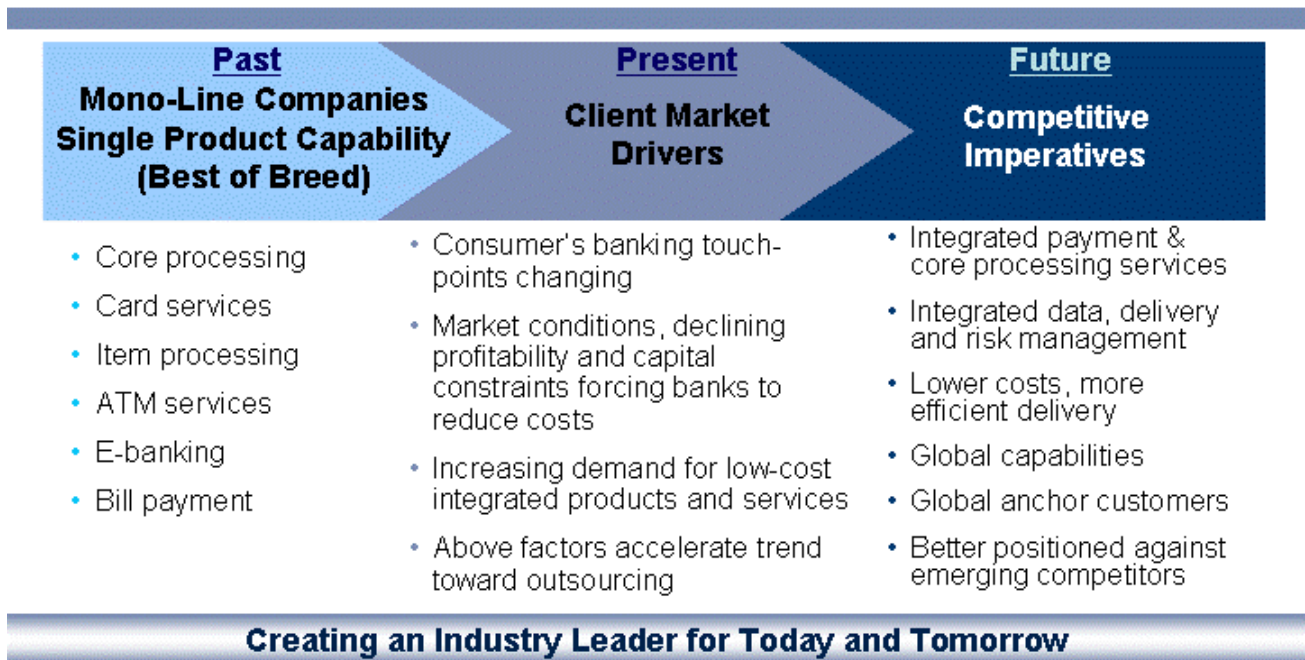 Past
Mono-Line Companies
Single Product Capability
(Best of Breed)
• Core processing
• Card services
• Item processing
• ATM services
• E-banking
• Bill payment
Present
Client Market
Drivers
• Consumer's banking touch-
points changing
• Market conditions, declining
profitability and capital
constraints forcing banks to
reduce costs
• Increasing demand for low-cost
integrated products and services
• Above factors accelerate trend
toward outsourcing
Future
Competitive
Imperatives
• Integrated payment &
core processing services
• Integrated data, delivery
and risk management
• Lower costs, more
efficient delivery
• Global capabilities
• Global anchor customers
• Better positioned against
emerging competitors
Creating an Industry Leader for Today and Tomorrow